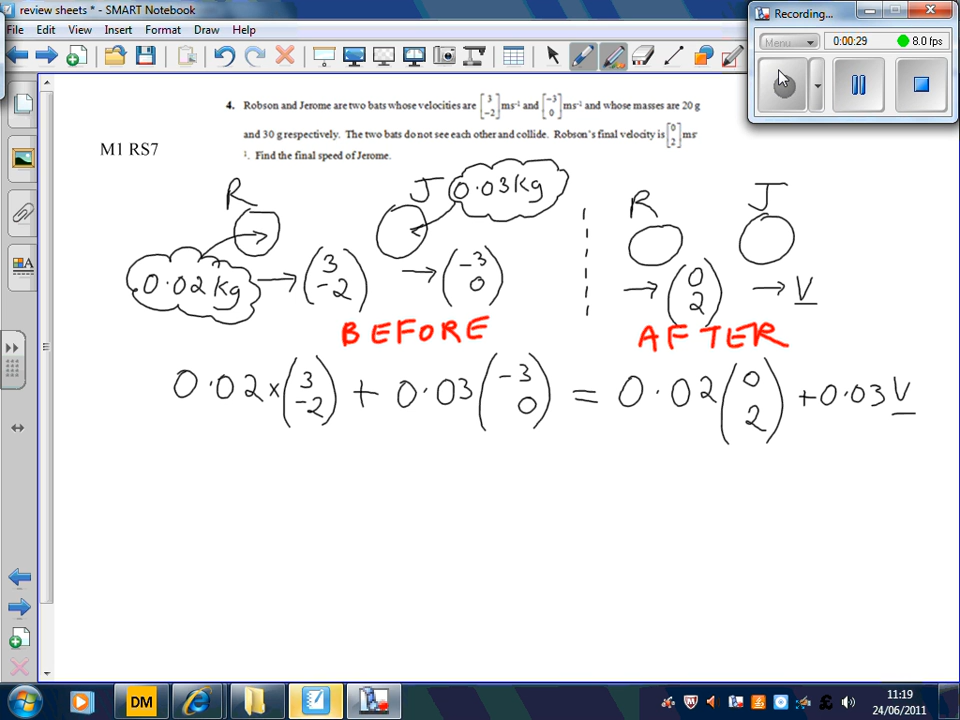 review sheets * - SMART Notebook
File Edit View Insert Format Draw Help
Recording...
Menu 0:00:29 8.0 fps
4. Robson and Jerome are two bats whose velocities are [3 -2] ms-1 and [-3 0] ms-1 and whose masses are 20 g
and 30 g respectively. The two bats do not see each other and collide. Robson's final velocity is [0 2] ms-
1. Find the final speed of Jerome.
M1 RS7
R J 0.03kg R J
0.02kg → (3 -2) → (-3 0) → (0 2) → V
BEFORE AFTER
0.02 × (3 -2) + 0.03 (-3 0) = 0.02 (0 2) + 0.03 V
DM
11:19
24/06/2011